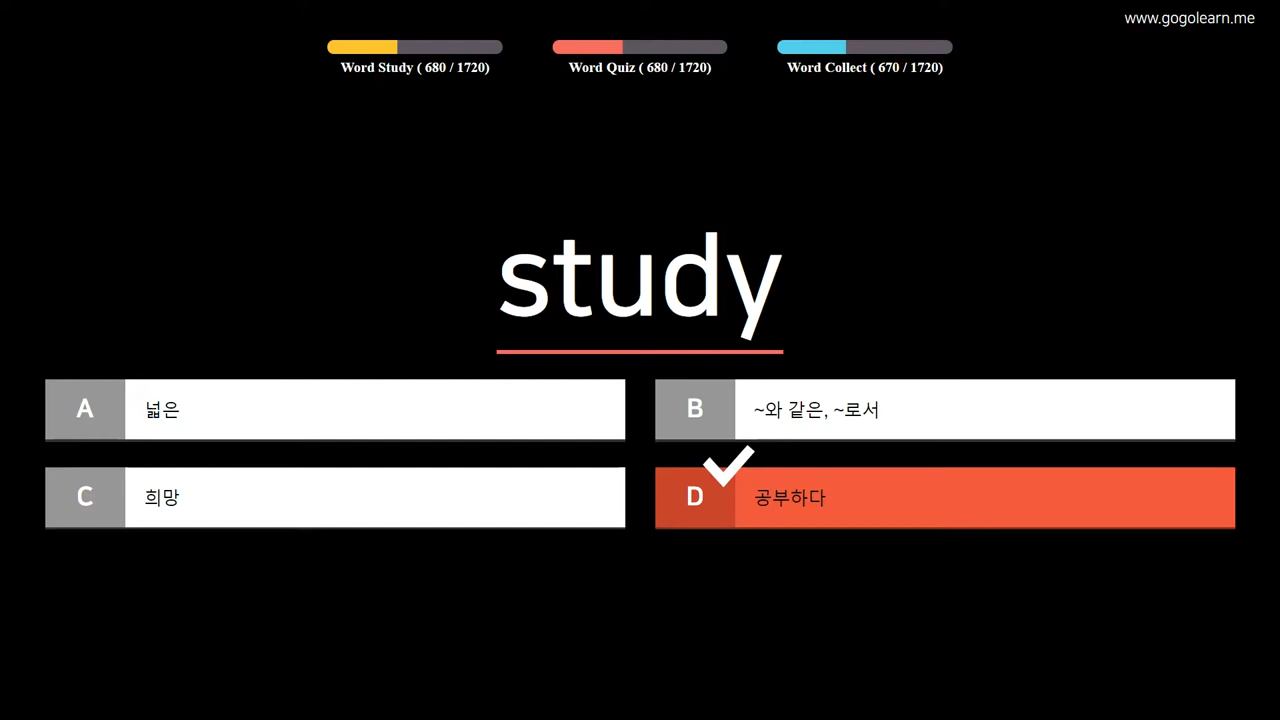 www.gogolearn.me
Word Study ( 680 / 1720)
Word Quiz ( 680 / 1720)
Word Collect ( 670 / 1720)
study
A 넓은
B ~와 같은, ~로서
C 희망
D 공부하다